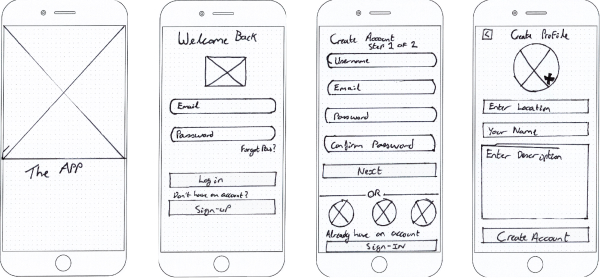 The APP
Welcome Back
Email
Password
Forgot Pass?
Log in
Don't have an account?
Sign-up
Create Account
Step 1 of 2
Username
Email
Password
Confirm Password
Next
OR
Already have an account
Sign-IN
Create Profile
Enter Location
Your Name
Enter Description
Create Account